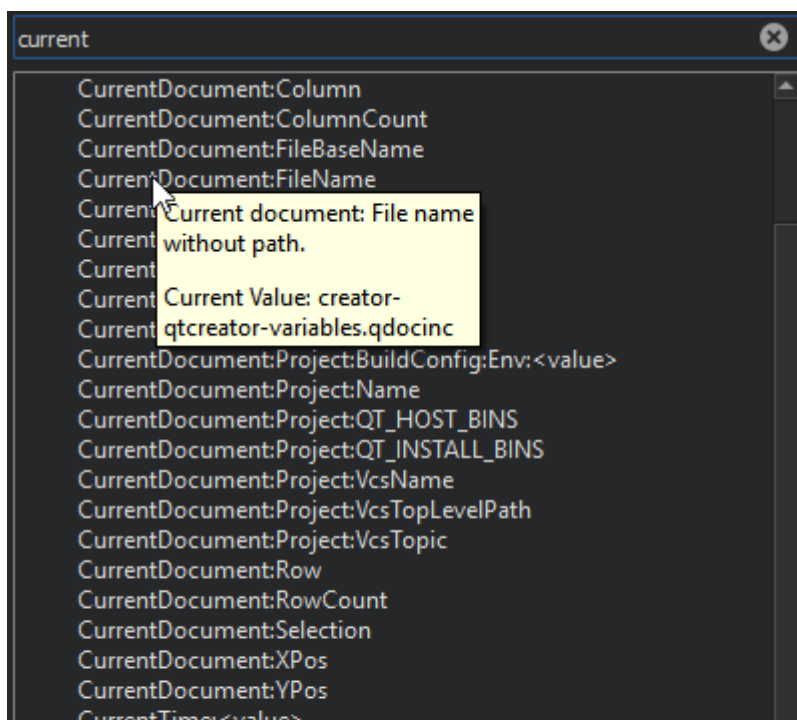 current
CurrentDocument:Column
CurrentDocument:ColumnCount
CurrentDocument:FileBaseName
CurrentDocument:FileName
Current
Current
Current
Current
Current
Current document: File name
without path.
Current Value: creator-
qtcreator-variables.qdocinc
CurrentDocument:Project:BuildConfig:Env:<value>
CurrentDocument:Project:Name
CurrentDocument:Project:QT_HOST_BINS
CurrentDocument:Project:QT_INSTALL_BINS
CurrentDocument:Project:VcsName
CurrentDocument:Project:VcsTopLevelPath
CurrentDocument:Project:VcsTopic
CurrentDocument:Row
CurrentDocument:RowCount
CurrentDocument:Selection
CurrentDocument:XPos
CurrentDocument:YPos
CurrentTime:<value>